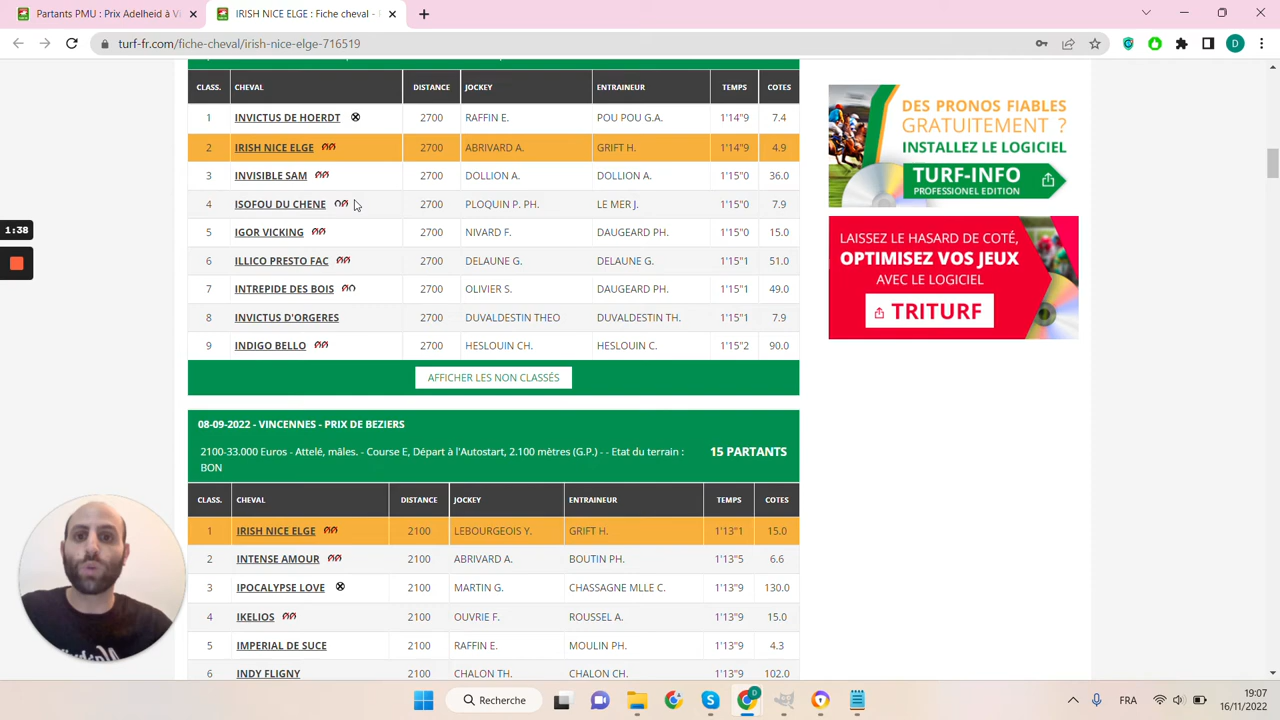 Partants PMU : Prix Adelheid à V
IRISH NICE ELGE : Fiche cheval -
turf-fr.com/fiche-cheval/irish-nice-elge-716519
D
CLASS. CHEVAL DISTANCE JOCKEY ENTRAINEUR TEMPS COTES
1 INVICTUS DE HOERDT 2700 RAFFIN E. POU POU G.A. 1'14"9 7.4
2 IRISH NICE ELGE 2700 ABRIVARD A. GRIFT H. 1'14"9 4.9
3 INVISIBLE SAM 2700 DOLLION A. DOLLION A. 1'15"0 36.0
4 ISOFOU DU CHENE 2700 PLOQUIN P. PH. LE MER J. 1'15"0 7.9
5 IGOR VICKING 2700 NIVARD F. DAUGEARD PH. 1'15"0 15.0
6 ILLICO PRESTO FAC 2700 DELAUNE G. DELAUNE G. 1'15"1 51.0
7 INTREPIDE DES BOIS 2700 OLIVIER S. DAUGEARD PH. 1'15"1 49.0
8 INVICTUS D'ORGERES 2700 DUVALDESTIN THEO DUVALDESTIN TH. 1'15"1 7.9
9 INDIGO BELLO 2700 HESLOUIN CH. HESLOUIN C. 1'15"2 90.0
AFFICHER LES NON CLASSÉS
08-09-2022 - VINCENNES - PRIX DE BEZIERS
2100-33.000 Euros - Attelé, mâles. - Course E, Départ à l'Autostart, 2.100 mètres (G.P.) - - Etat du terrain :
BON
15 PARTANTS
CLASS. CHEVAL DISTANCE JOCKEY ENTRAINEUR TEMPS COTES
1 IRISH NICE ELGE 2100 LEBOURGEOIS Y. GRIFT H. 1'13"1 15.0
2 INTENSE AMOUR 2100 ABRIVARD A. BOUTIN PH. 1'13"5 6.6
3 IPOCALYPSE LOVE 2100 MARTIN G. CHASSAGNE MLLE C. 1'13"9 130.0
4 IKELIOS 2100 OUVRIE F. ROUSSEL A. 1'13"9 15.0
5 IMPERIAL DE SUCE 2100 RAFFIN E. MOULIN PH. 1'13"9 4.3
6 INDY FLIGNY 2100 CHALON TH. CHALON CH. 1'13"9 102.0
DES PRONOS FIABLES
GRATUITEMENT ?
INSTALLEZ LE LOGICIEL
TURF-INFO
PROFESSIONEL EDITION
LAISSEZ LE HASARD DE COTÉ,
OPTIMISEZ VOS JEUX
AVEC LE LOGICIEL
TRITURF
1:38
Recherche
D
FRA
19:07
16/11/2022